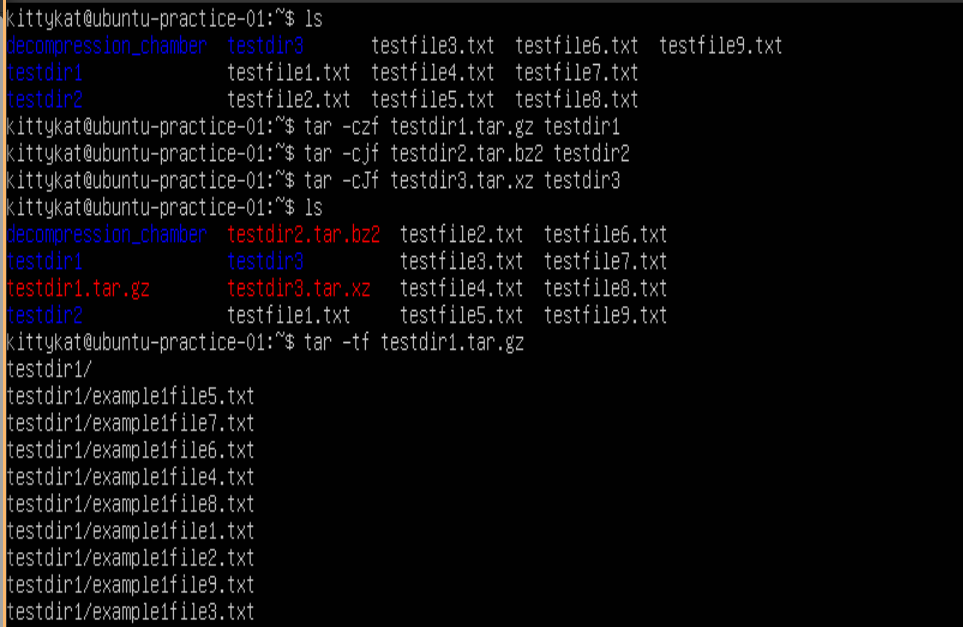 kittykat@ubuntu-practice-01:~$ ls
decompression_chamber  testdir3       testfile3.txt  testfile6.txt  testfile9.txt
testdir1               testfile1.txt  testfile4.txt  testfile7.txt
testdir2               testfile2.txt  testfile5.txt  testfile8.txt
kittykat@ubuntu-practice-01:~$ tar -czf testdir1.tar.gz testdir1
kittykat@ubuntu-practice-01:~$ tar -cjf testdir2.tar.bz2 testdir2
kittykat@ubuntu-practice-01:~$ tar -cJf testdir3.tar.xz testdir3
kittykat@ubuntu-practice-01:~$ ls
decompression_chamber  testdir2.tar.bz2  testfile2.txt  testfile6.txt
testdir1               testdir3          testfile3.txt  testfile7.txt
testdir1.tar.gz        testdir3.tar.xz   testfile4.txt  testfile8.txt
testdir2               testfile1.txt     testfile5.txt  testfile9.txt
kittykat@ubuntu-practice-01:~$ tar -tf testdir1.tar.gz
testdir1/
testdir1/example1file5.txt
testdir1/example1file7.txt
testdir1/example1file6.txt
testdir1/example1file4.txt
testdir1/example1file8.txt
testdir1/example1file1.txt
testdir1/example1file2.txt
testdir1/example1file9.txt
testdir1/example1file3.txt